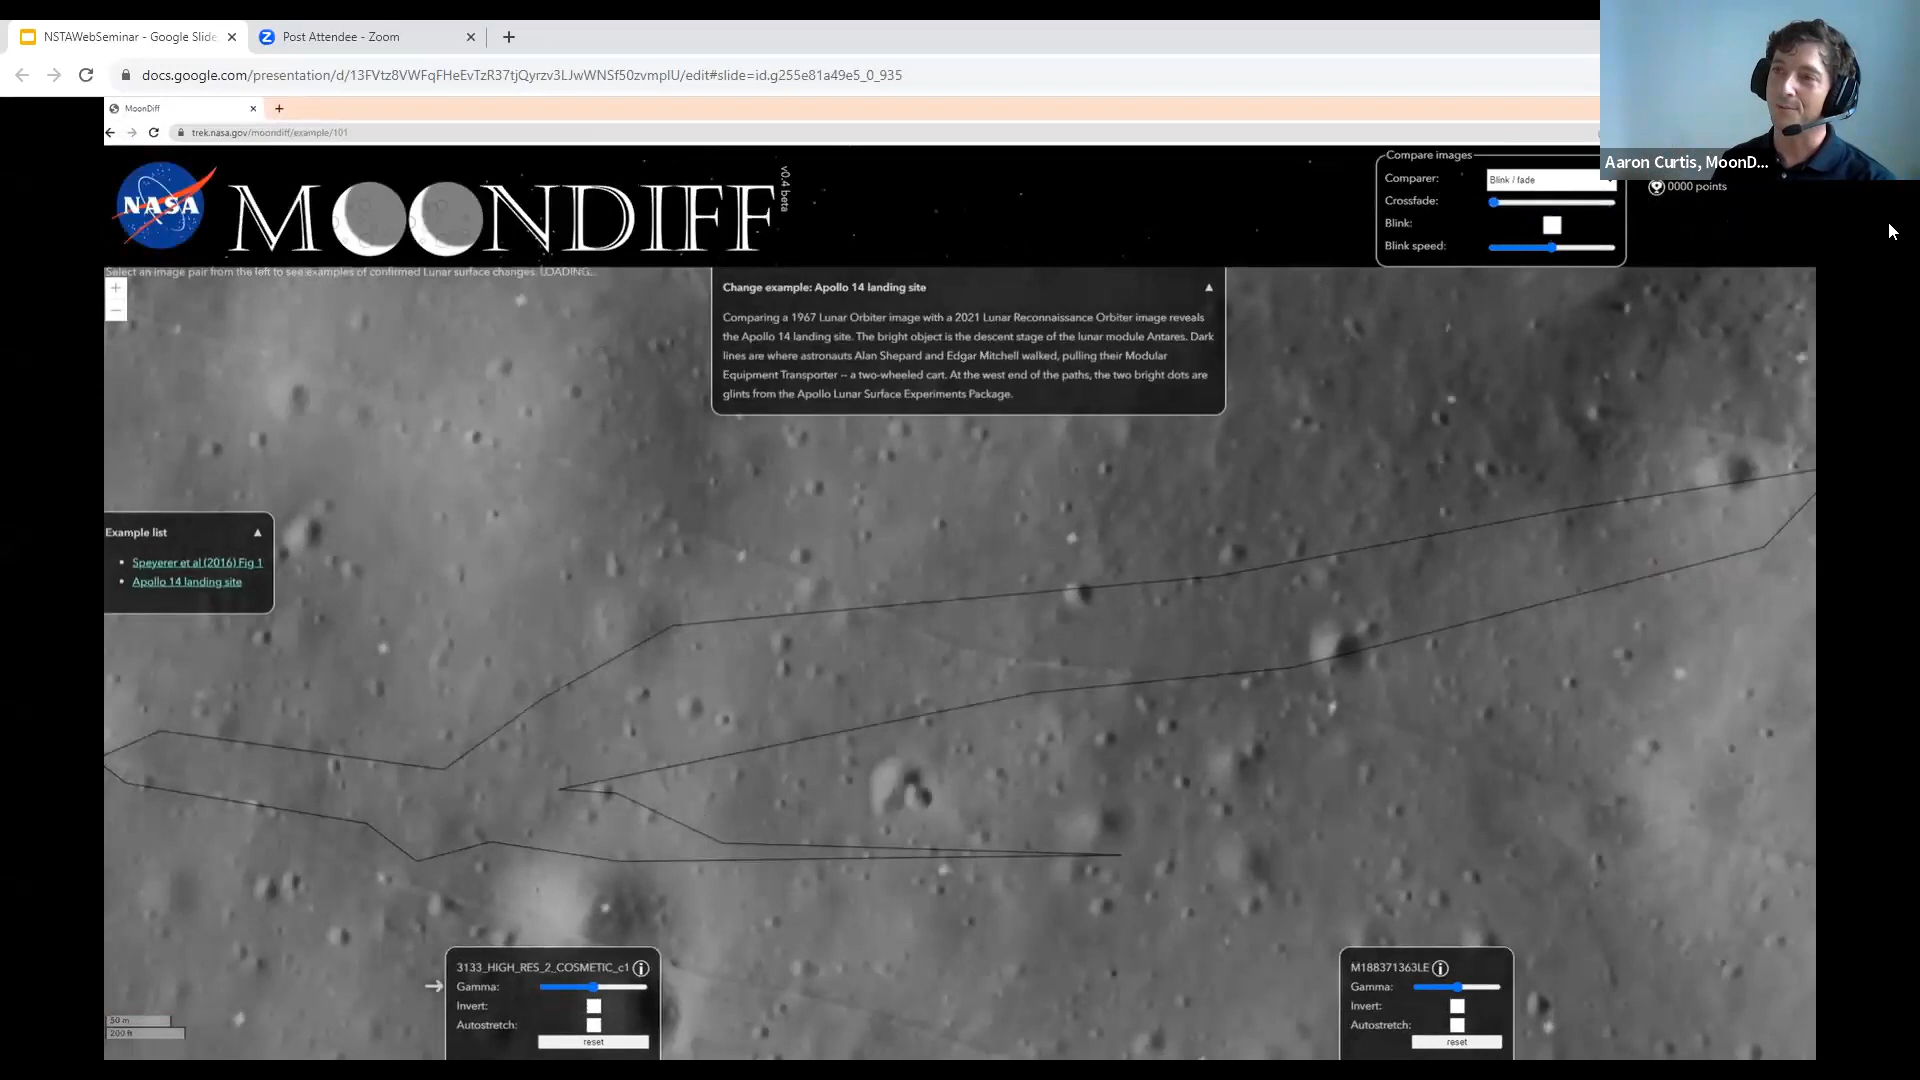 NSTAWebSeminar - Google Slide
Post Attendee - Zoom
docs.google.com/presentation/d/13FVtz8VWFqFHeEvTzR37tjQyrzv3LJwWNSf50zvmpIU/edit#slide=id.g255e81a49e5_0_935
MoonDiff
trek.nasa.gov/moondiff/example/101
Aaron Curtis, MoonD...
NASA
MOONDIFF
v0.4 beta
Compare images
Comparer:
Blink / fade
Crossfade:
Blink:
Blink speed:
0000 points
Select an image pair from the left to see examples of confirmed Lunar surface changes. LOADING...
+
−
Change example: Apollo 14 landing site
Comparing a 1967 Lunar Orbiter image with a 2021 Lunar Reconnaissance Orbiter image reveals
the Apollo 14 landing site. The bright object is the descent stage of the lunar module Antares. Dark
lines are where astronauts Alan Shepard and Edgar Mitchell walked, pulling their Modular
Equipment Transporter -- a two-wheeled cart. At the west end of the paths, the two bright dots are
glints from the Apollo Lunar Surface Experiments Package.
Example list
• Speyerer et al (2016) Fig 1
• Apollo 14 landing site
3133_HIGH_RES_2_COSMETIC_c1
Gamma:
Invert:
Autostretch:
reset
M188371363LE
Gamma:
Invert:
Autostretch:
reset
50 m
200 ft